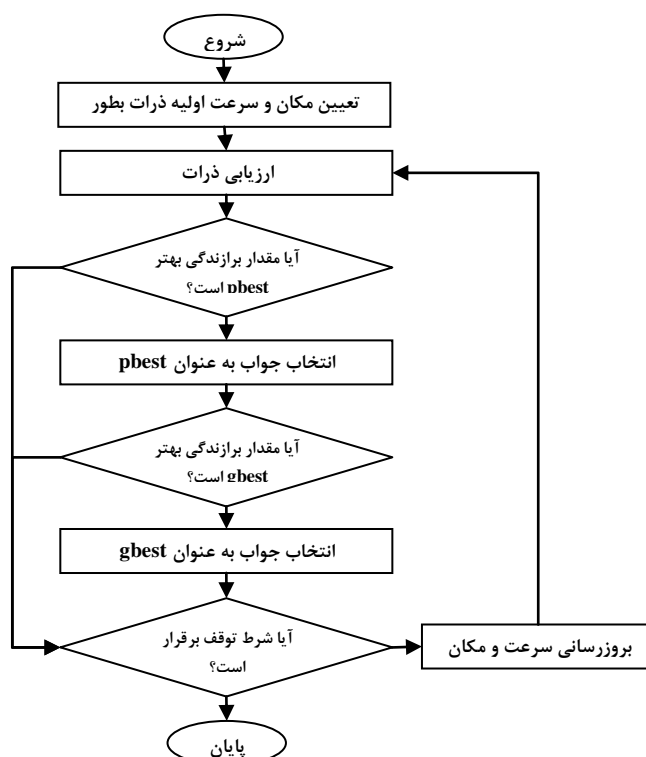 شروع
تعیین مکان و سرعت اولیه ذرات بطور
ارزیابی ذرات
آیا مقدار برازندگی بهتر
pbest است؟
انتخاب جواب به عنوان pbest
آیا مقدار برازندگی بهتر
gbest است؟
انتخاب جواب به عنوان gbest
آیا شرط توقف برقرار
است؟
بروزرسانی سرعت و مکان
پایان